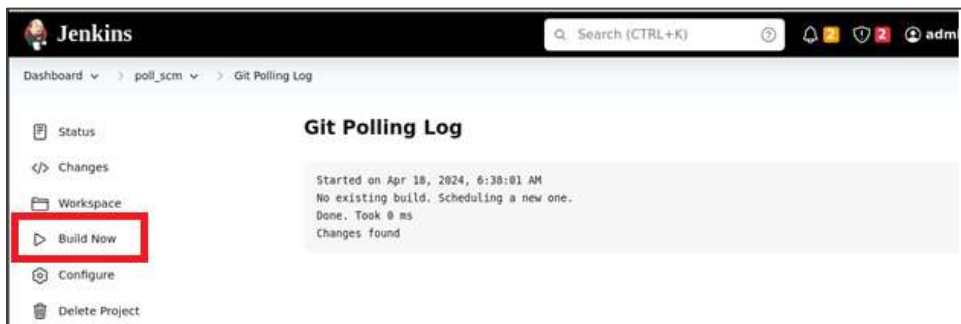 Jenkins
Search (CTRL+K)
2
2
admi
Dashboard > poll_scm > Git Polling Log
Status
Changes
Workspace
Build Now
Configure
Delete Project
Git Polling Log
Started on Apr 18, 2024, 6:38:01 AM
No existing build. Scheduling a new one.
Done. Took 0 ms
Changes found